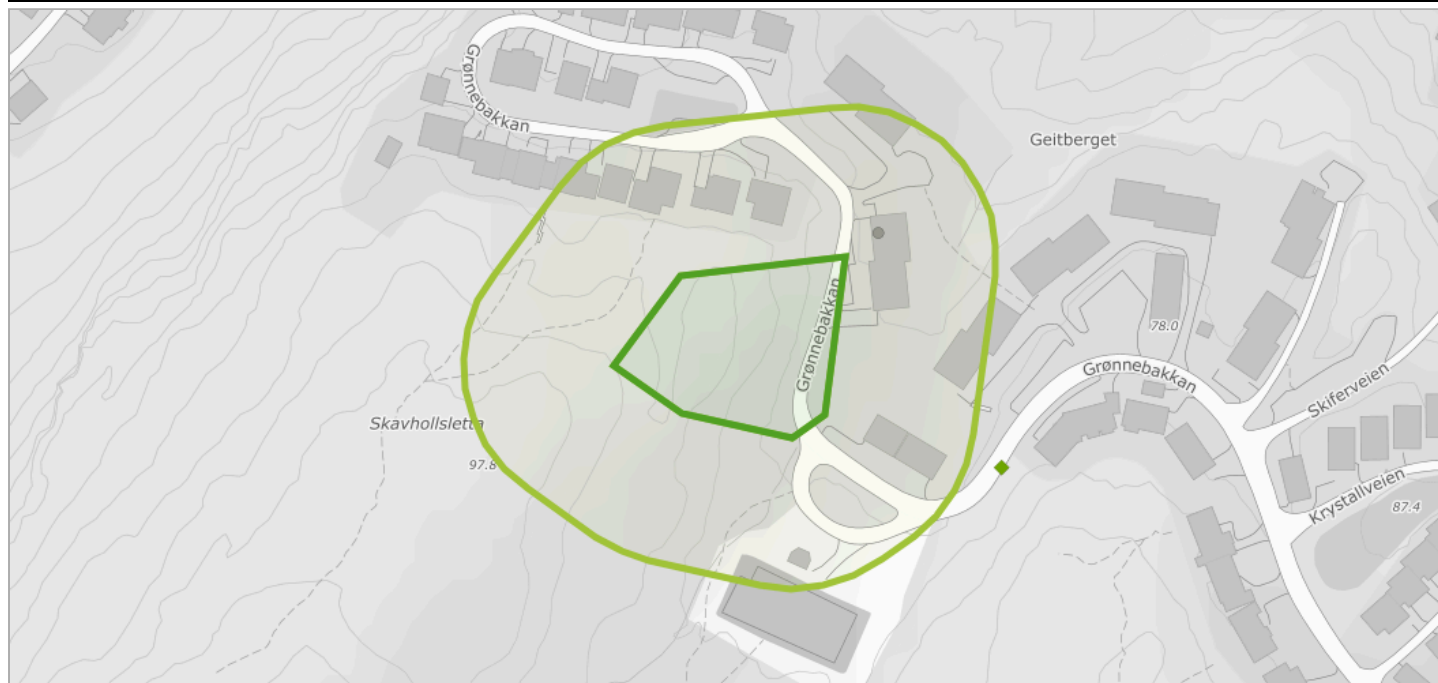 Grønnebakkan
Geitberget
Grønnebakkan
78.0
Grønnebakkan
Skiferveien
Skavhollsletta
97.8
Krystallveien
87.4